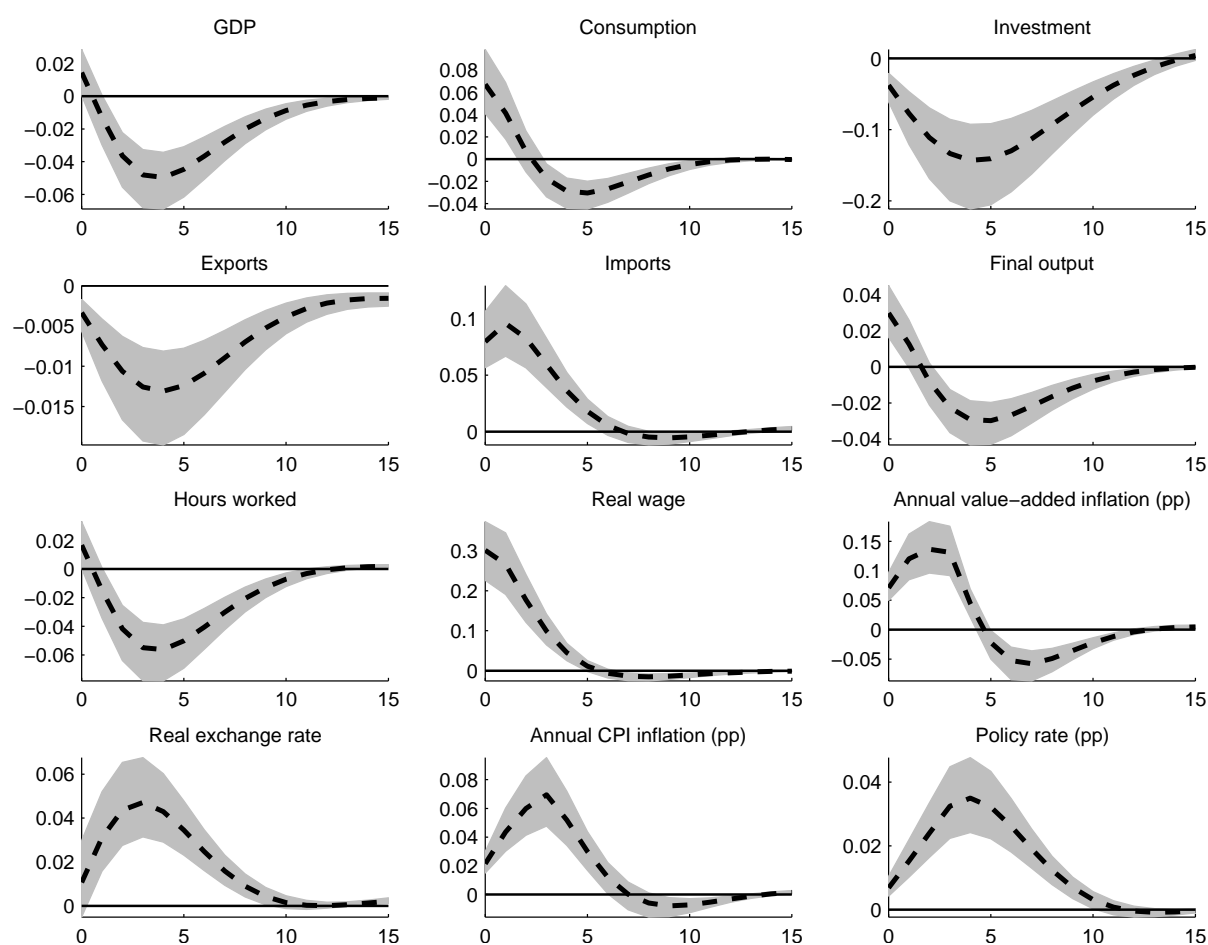 GDP
0.02
0
−0.02
−0.04
−0.06
0 5 10 15
Consumption
0.08
0.06
0.04
0.02
0
−0.02
−0.04
0 5 10 15
Investment
0
−0.1
−0.2
0 5 10 15
Exports
0
−0.005
−0.01
−0.015
0 5 10 15
Imports
0.1
0.05
0
0 5 10 15
Final output
0.04
0.02
0
−0.02
−0.04
0 5 10 15
Hours worked
0.02
0
−0.02
−0.04
−0.06
0 5 10 15
Real wage
0.3
0.2
0.1
0
0 5 10 15
Annual value−added inflation (pp)
0.15
0.1
0.05
0
−0.05
0 5 10 15
Real exchange rate
0.06
0.04
0.02
0
0 5 10 15
Annual CPI inflation (pp)
0.08
0.06
0.04
0.02
0
0 5 10 15
Policy rate (pp)
0.04
0.02
0
0 5 10 15